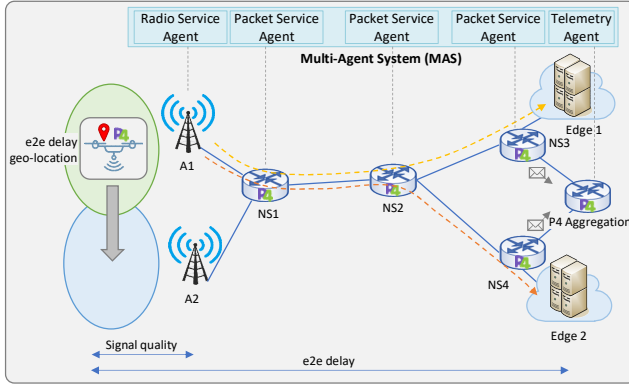 Radio Service
Agent
Packet Service
Agent
Packet Service
Agent
Packet Service
Agent
Telemetry
Agent
Multi-Agent System (MAS)
e2e delay
geo-location
P4
A1
P4
NS1
P4
NS2
Edge 1
P4
NS3
P4
P4 Aggregation
A2
P4
NS4
Edge 2
Signal quality
e2e delay